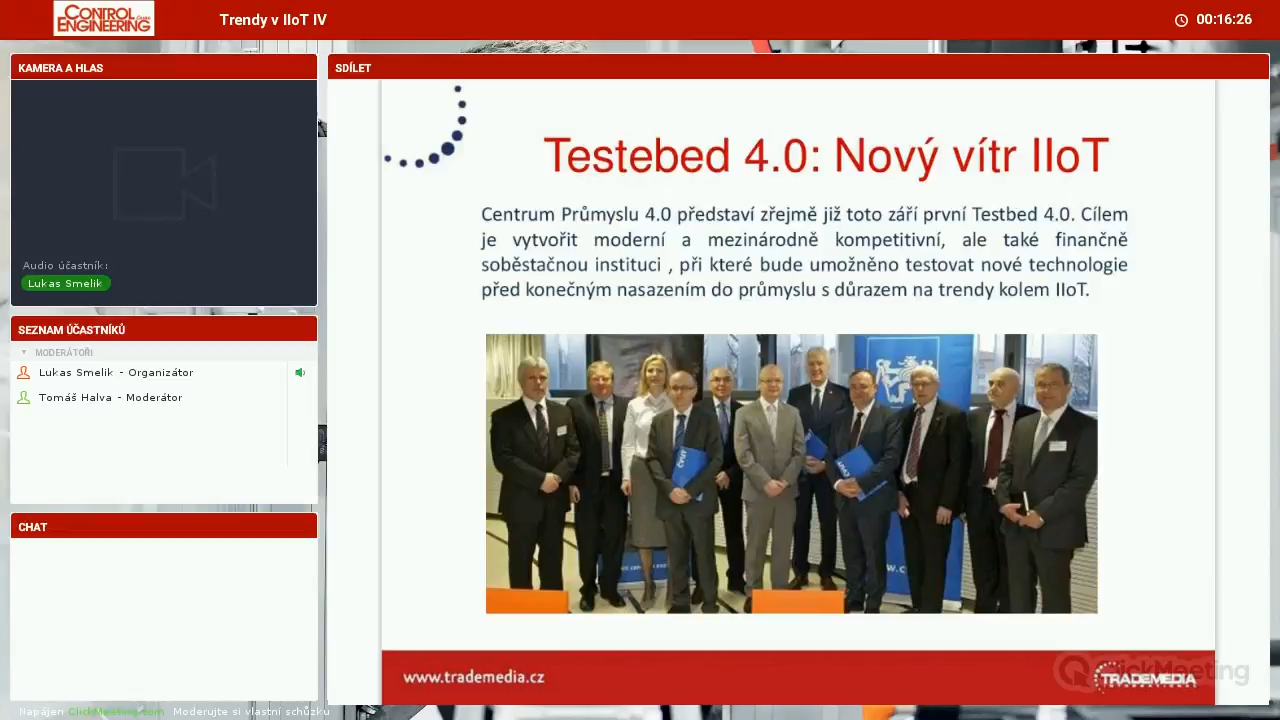 CONTROL
ENGINEERING
Trendy v IIoT IV
00:16:26
KAMERA A HLAS
Audio účastník:
Lukas Smelik
SEZNAM ÚČASTNÍKŮ
MODERÁTOŘI
Lukas Smelik - Organizátor
Tomáš Halva - Moderátor
CHAT
Napájen ClickMeeting.com Moderujte si vlastní schůzku
SDÍLET
Testebed 4.0: Nový vítr IIoT
Centrum Průmyslu 4.0 představí zřejmě již toto září první Testbed 4.0. Cílem
je vytvořit moderní a mezinárodně kompetitivní, ale také finančně
soběstačnou instituci , při které bude umožněno testovat nové technologie
před konečným nasazením do průmyslu s důrazem na trendy kolem IIoT.
www.trademedia.cz
ClickMeeting
TRADEMEDIA